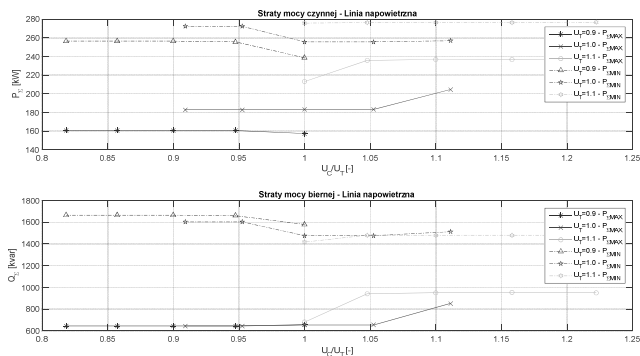 Straty mocy czynnej - Linia napowietrzna
280
260
240
220
200
180
160
140
P_Σ [kW]
0.8 0.85 0.9 0.95 1 1.05 1.1 1.15 1.2 1.25
U_C/U_T [-]
U_T=0.9 - P_ΣMAX
U_T=1.0 - P_ΣMAX
U_T=1.1 - P_ΣMAX
U_T=0.9 - P_ΣMIN
U_T=1.0 - P_ΣMIN
U_T=1.1 - P_ΣMIN
Straty mocy biernej - Linia napowietrzna
1800
1600
1400
1200
1000
800
600
Q_Σ [kvar]
0.8 0.85 0.9 0.95 1 1.05 1.1 1.15 1.2 1.25
U_C/U_T [-]
U_T=0.9 - P_ΣMAX
U_T=1.0 - P_ΣMAX
U_T=1.1 - P_ΣMAX
U_T=0.9 - P_ΣMIN
U_T=1.0 - P_ΣMIN
U_T=1.1 - P_ΣMIN